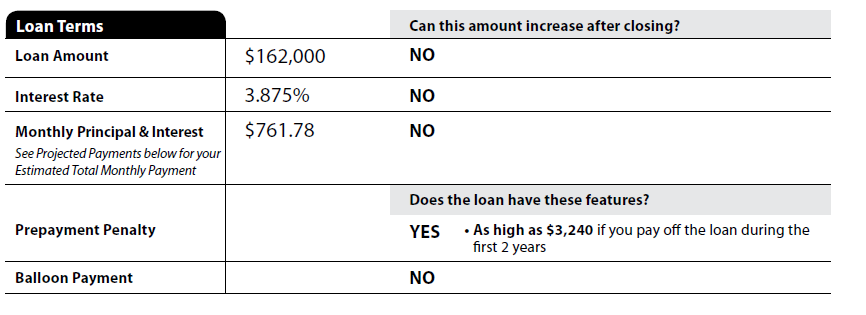 Loan Terms Can this amount increase after closing?
Loan Amount $162,000 NO
Interest Rate 3.875% NO
Monthly Principal & Interest $761.78 NO
See Projected Payments below for your
Estimated Total Monthly Payment
Does the loan have these features?
Prepayment Penalty YES • As high as $3,240 if you pay off the loan during the
first 2 years
Balloon Payment NO